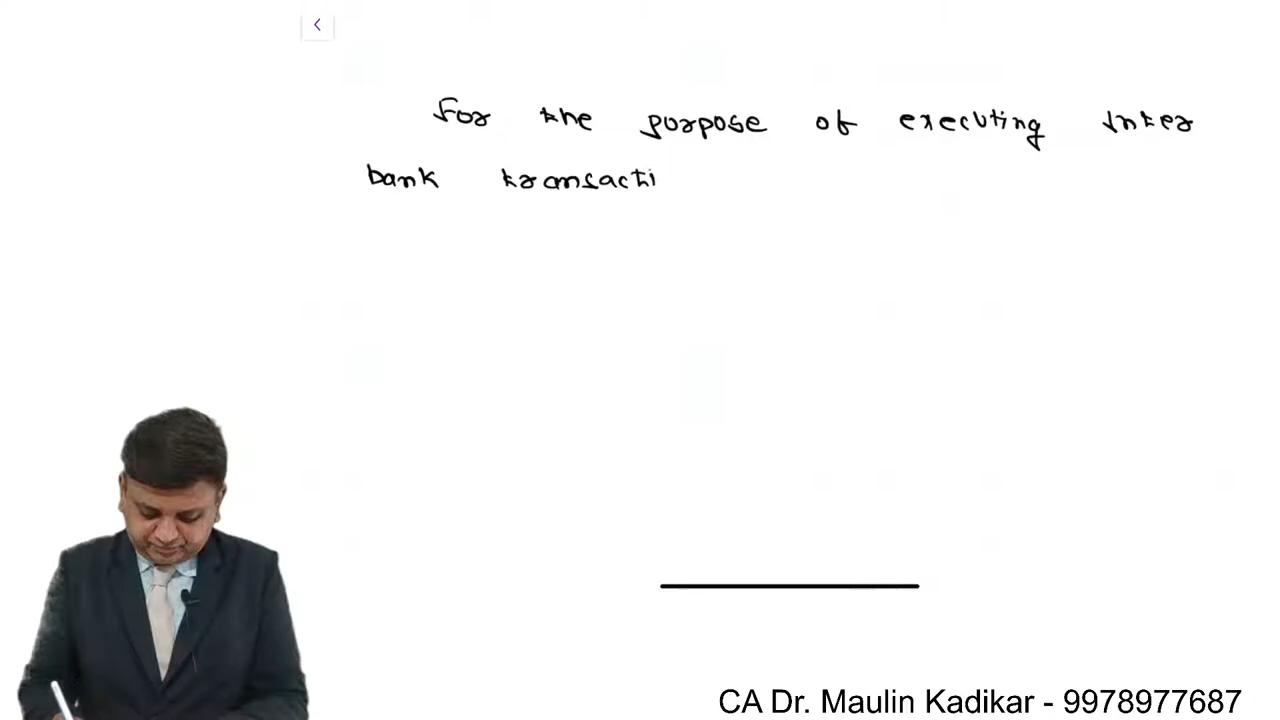 For the purpose of executing Inter
bank transacti
CA Dr. Maulin Kadikar - 9978977687